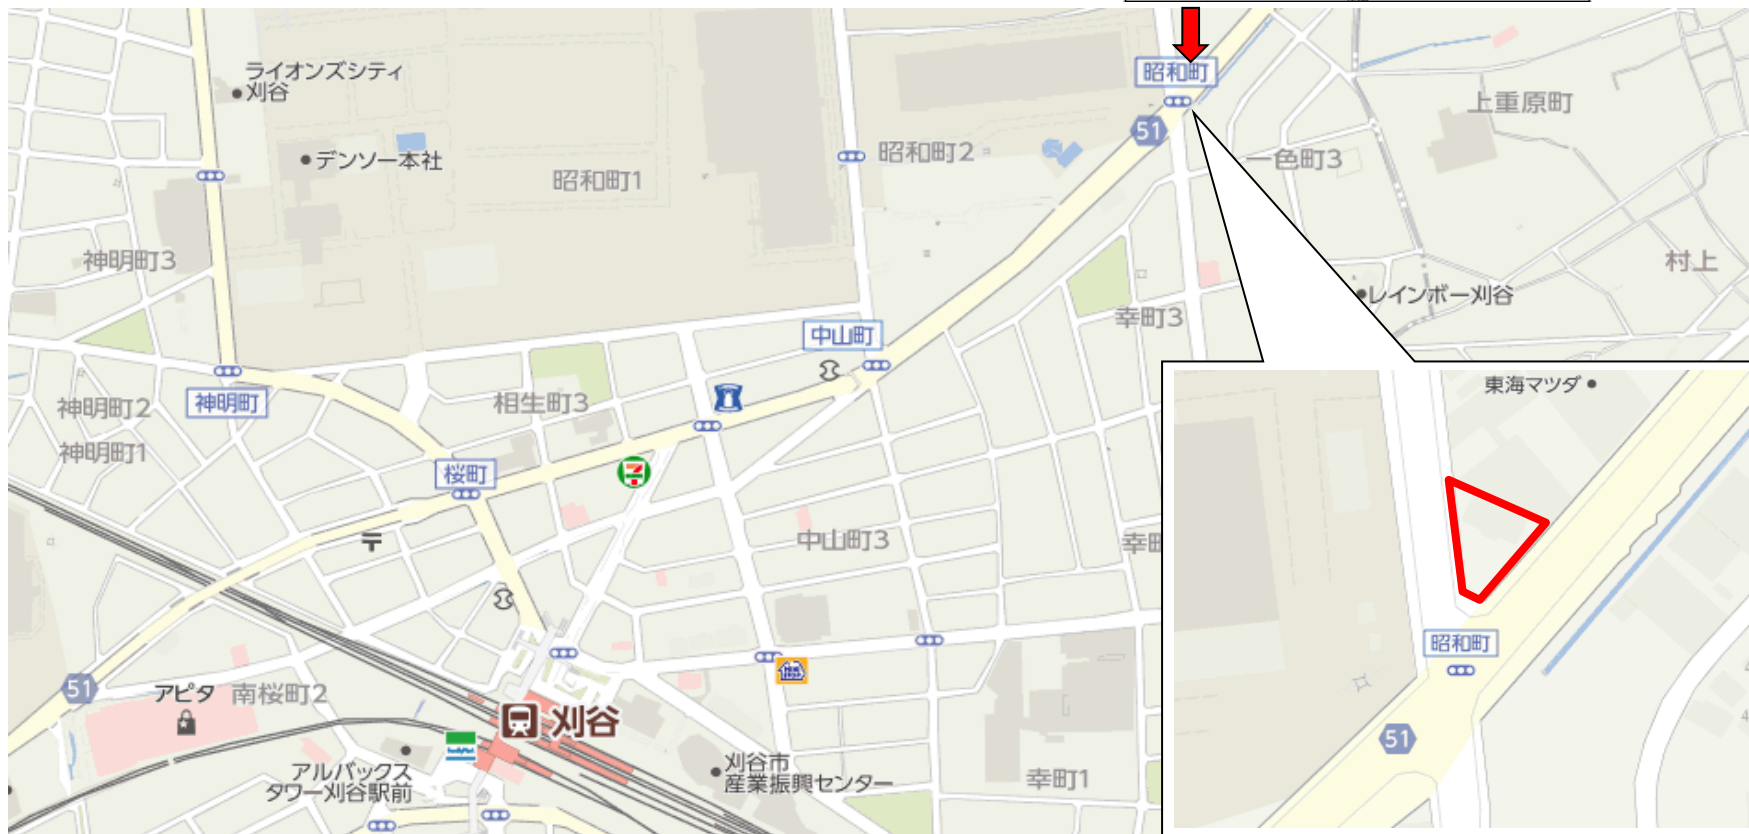 ライオンズシティ
刈谷
昭和町
上重原町
51
デンソー本社
昭和町2
一色町3
昭和町1
神明町3
村上
レインボー刈谷
幸町3
中山町
神明町2
神明町
相生町3
東海マツダ
神明町1
桜町
7
中山町3
〒
昭和町
51
アピタ
南桜町2
刈谷
FamilyMart
51
アルバックス
タワー刈谷駅前
刈谷市
産業振興センター
幸町1